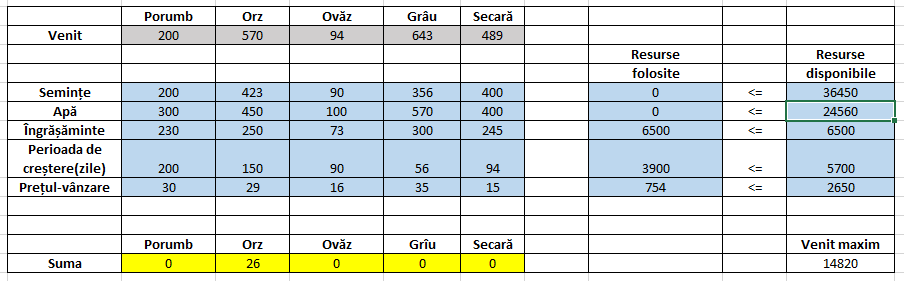 Porumb Orz Ovăz Grâu Secară
Venit 200 570 94 643 489
Resurse Resurse
folosite disponibile
Semințe 200 423 90 356 400 0 <= 36450
Apă 300 450 100 570 400 0 <= 24560
Îngrășăminte 230 250 73 300 245 6500 <= 6500
Perioada de
creștere(zile) 200 150 90 56 94 3900 <= 5700
Prețul-vânzare 30 29 16 35 15 754 <= 2650
Porumb Orz Ovăz Grîu Secară Venit maxim
Suma 0 26 0 0 0 14820